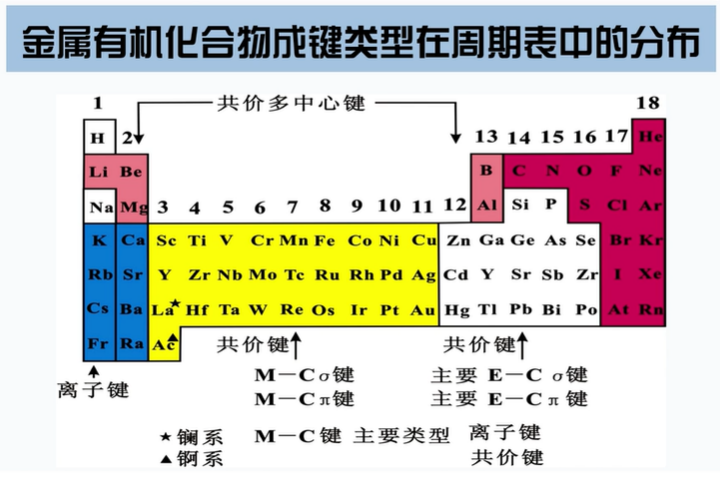 金属有机化合物成键类型在周期表中的分布
1 共价多中心键 18
H 2 13 14 15 16 17 He
Li Be B C N O F Ne
Na Mg 3 4 5 6 7 8 9 10 11 12 Al Si P S Cl Ar
K Ca Sc Ti V Cr Mn Fe Co Ni Cu Zn Ga Ge As Se Br Kr
Rb Sr Y Zr Nb Mo Tc Ru Rh Pd Ag Cd Y Sr Sb Zr I Xe
Cs Ba La★ Hf Ta W Re Os Ir Pt Au Hg Tl Pb Bi Po At Rn
Fr Ra Ac▲ 共价键 共价键
离子键 M－Cσ键 主要 E－C σ键
M－Cπ键 主要 E－Cπ键
★镧系 M－C键 主要类型 离子键
▲锕系 共价键